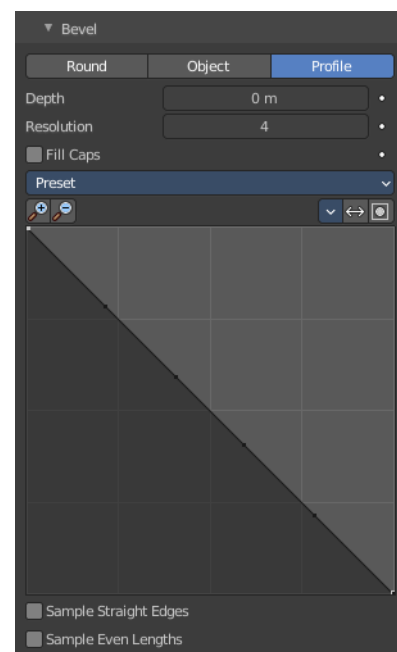 Bevel
Round Object Profile
Depth 0 m
Resolution 4
Fill Caps
Preset
Sample Straight Edges
Sample Even Lengths